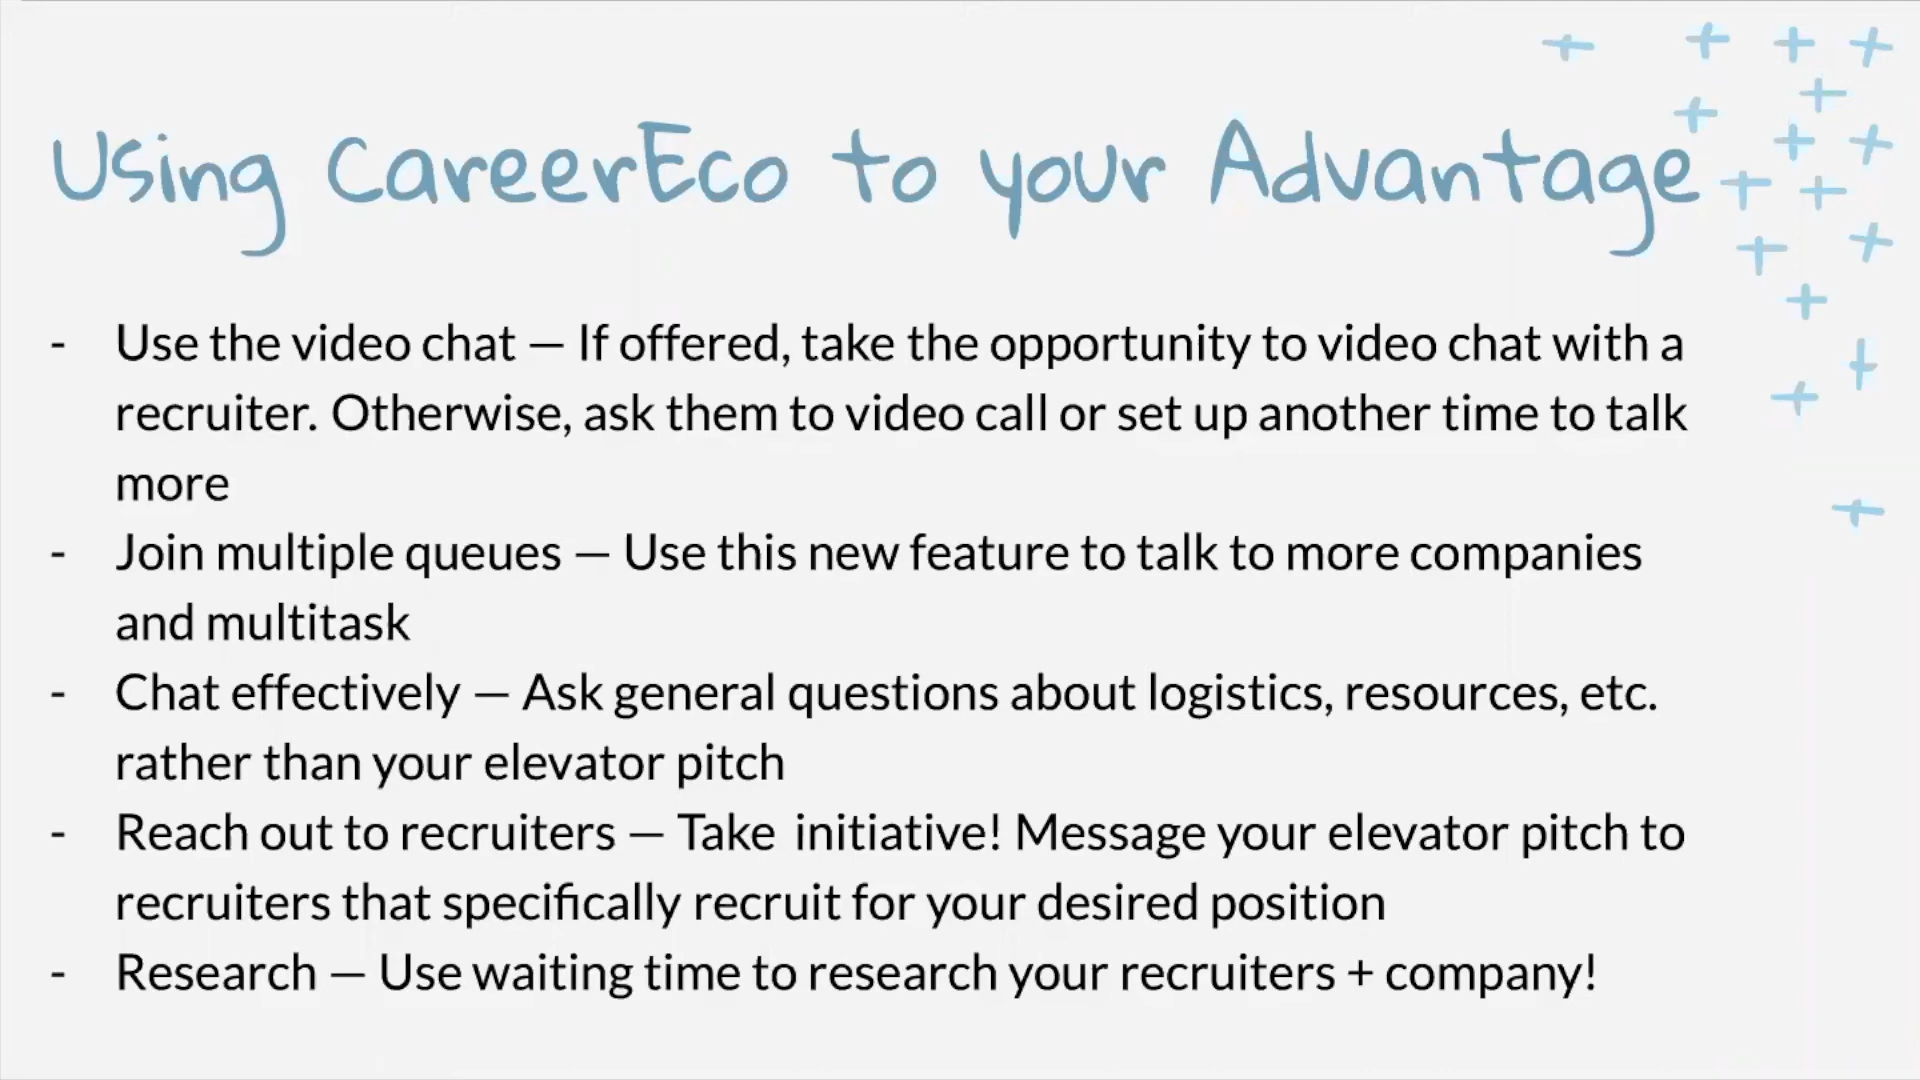 Using CareerEco to your Advantage
- Use the video chat — If offered, take the opportunity to video chat with a
recruiter. Otherwise, ask them to video call or set up another time to talk
more
- Join multiple queues — Use this new feature to talk to more companies
and multitask
- Chat effectively — Ask general questions about logistics, resources, etc.
rather than your elevator pitch
- Reach out to recruiters — Take initiative! Message your elevator pitch to
recruiters that specifically recruit for your desired position
- Research — Use waiting time to research your recruiters + company!